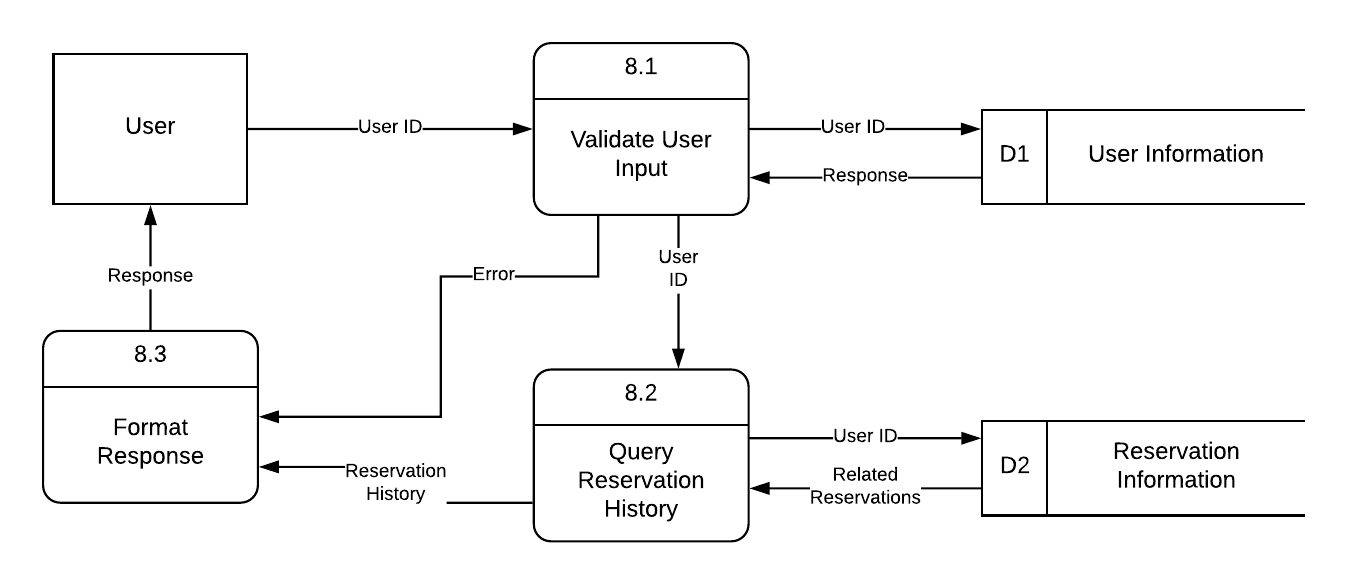 8.1
User
User ID
Validate User
Input
User ID
Response
D1
User Information
User
ID
Error
Response
8.3
Format
Response
8.2
Query
Reservation
History
User ID
Related
Reservations
D2
Reservation
Information
Reservation
History